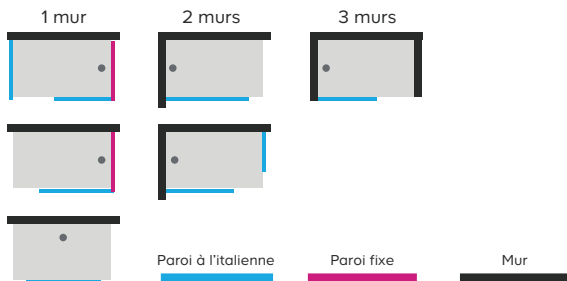 1 mur
2 murs
3 murs
Paroi à l'italienne
Paroi fixe
Mur